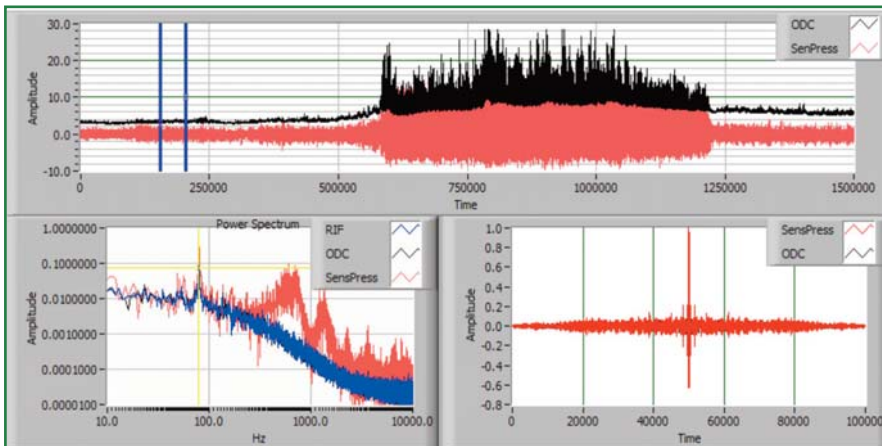 30.0
20.0
10.0
0.0
-10.0
Amplitude
0 250000 500000 750000 1000000 1250000 1500000
Time
ODC
SenPress
Power Spectrum
1.0000000
0.1000000
0.0100000
0.0010000
0.0001000
0.0000100
Amplitude
10.0 100.0 1000.0 10000.0
Hz
RIF
ODC
SensPress
1.0
0.8
0.6
0.4
0.2
0.0
-0.2
-0.4
-0.6
-0.8
Amplitude
0 20000 40000 60000 80000 100000
Time
SensPress
ODC